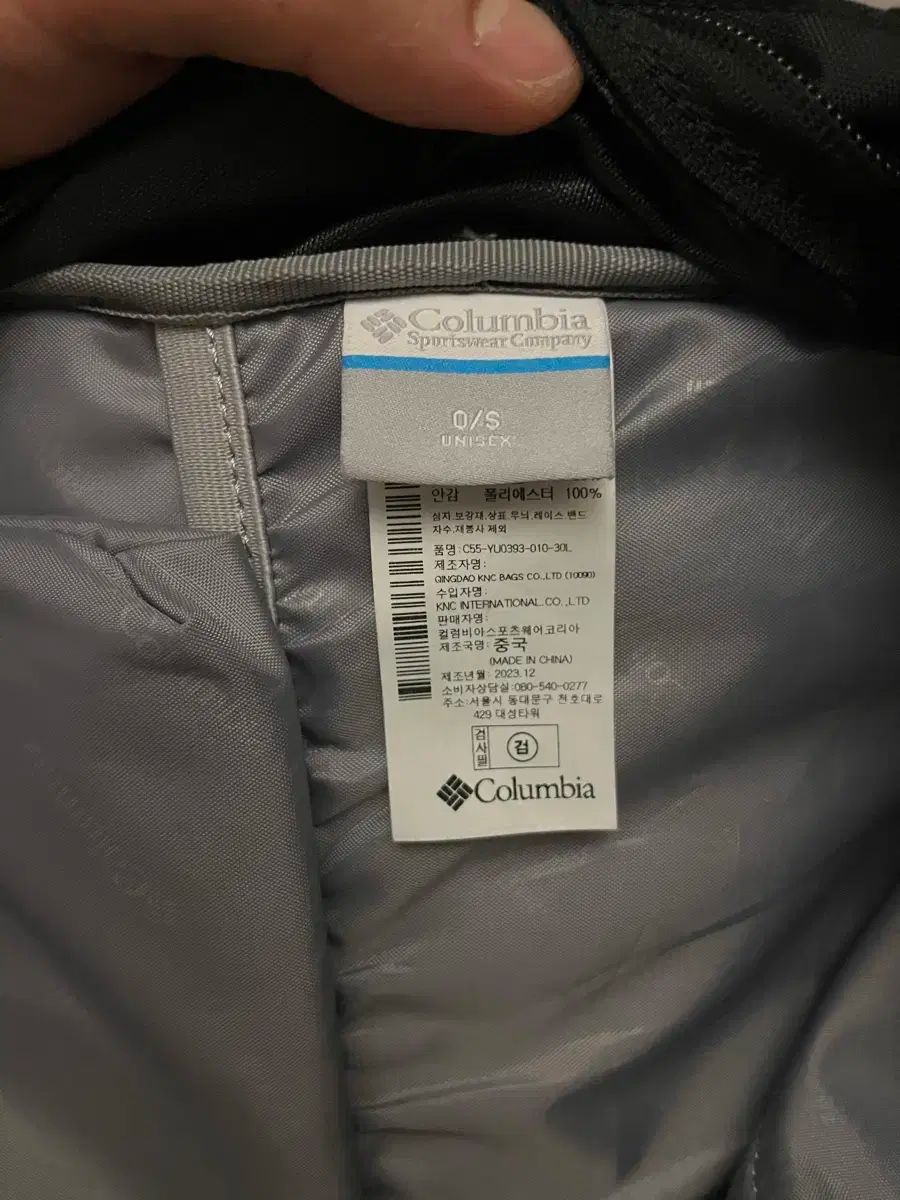 Columbia
Sportswear Company
O/S
UNISEX
안감 폴리에스터 100%
심지.보강재.상표.무늬.레이스.밴드
자수.재봉사 제외
품명:C55-YU0393-010-30L
제조자명:
QINGDAO KNC BAGS CO.,LTD (10090)
수입자명:
KNC INTERNATIONAL.CO.,LTD
판매자명:
컬럼비아스포츠웨어코리아
제조국명: 중국
(MADE IN CHINA)
제조년월: 2023.12
소비자상담실:080-540-0277
주소:서울시 동대문구 천호대로
429 대성타워
검사필 검
Columbia